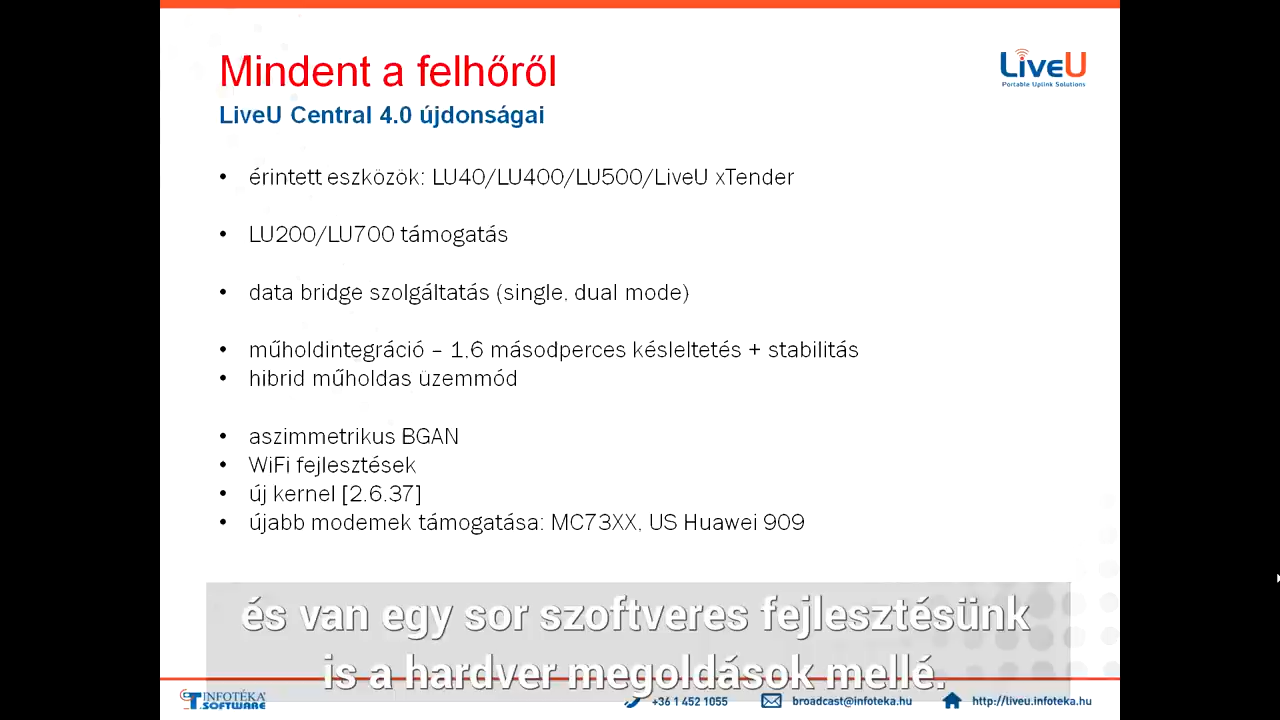 Mindent a felhőről
LiveU
Portable Uplink Solutions
LiveU Central 4.0 újdonságai
• érintett eszközök: LU40/LU400/LU500/LiveU xTender
• LU200/LU700 támogatás
• data bridge szolgáltatás (single, dual mode)
• műholdintegráció – 1,6 másodperces késleltetés + stabilitás
• hibrid műholdas üzemmód
• aszimmetrikus BGAN
• WiFi fejlesztések
• új kernel [2.6.37]
• újabb modemek támogatása: MC73XX, US Huawei 909
és van egy sor szoftveres fejlesztésünk
is a hardver megoldások mellé.
INFOTÉKA
SOFTWARE
+36 1 452 1055
broadcast@infoteka.hu
http://liveu.infoteka.hu